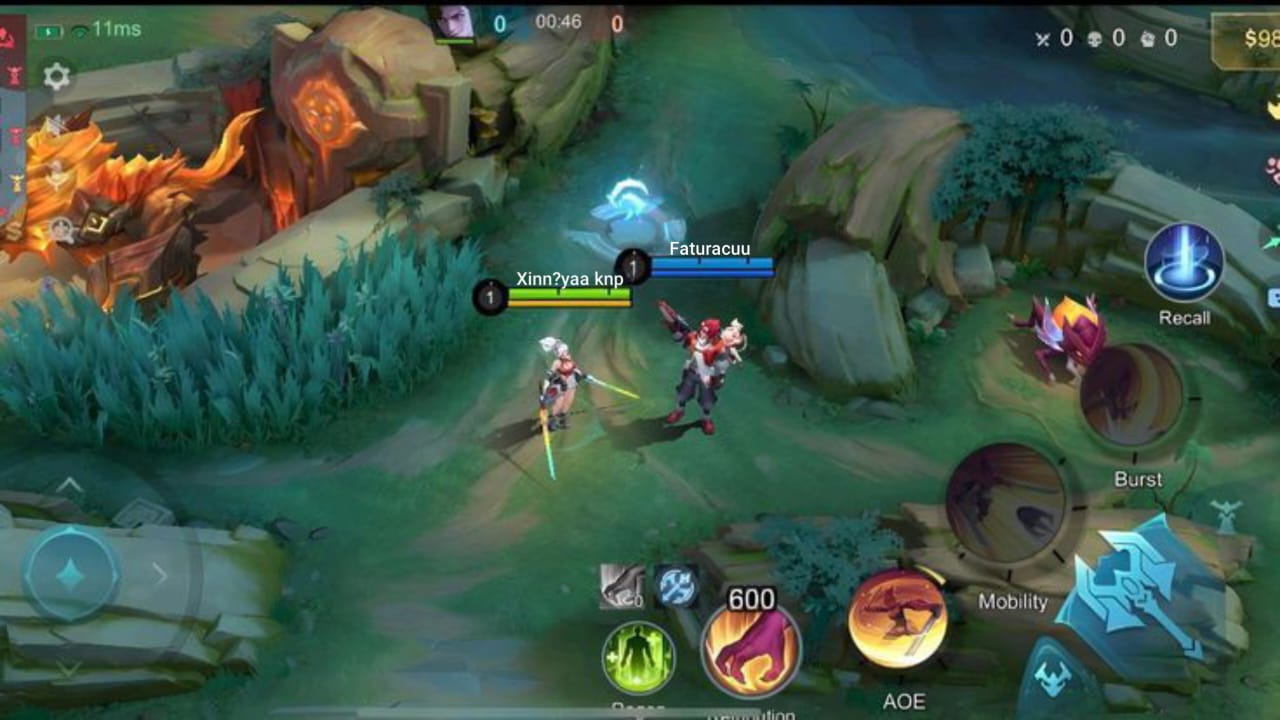 11ms
0 00:46 0
0 0 0
$98
Faturacuu
1
Xinn?yaa knp
1
Recall
Burst
Mobility
600
AOE